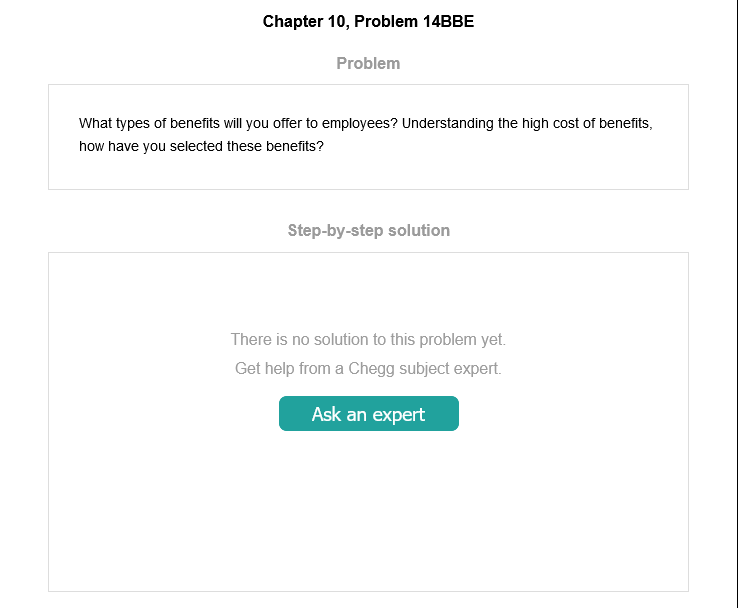 Chapter 10, Problem 14BBE
Problem
What types of benefits will you offer to employees? Understanding the high cost of benefits,
how have you selected these benefits?
Step-by-step solution
There is no solution to this problem yet.
Get help from a Chegg subject expert.
Ask an expert